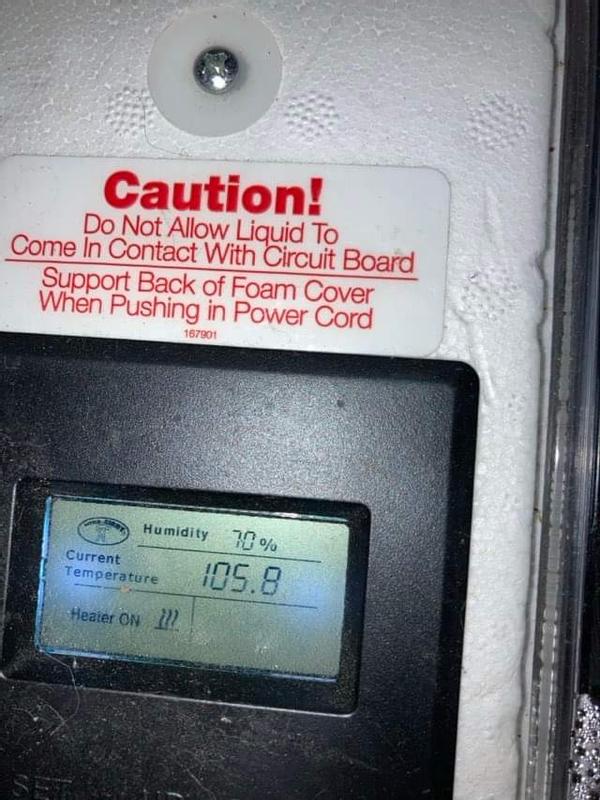 Caution!
Do Not Allow Liquid To
Come In Contact With Circuit Board
Support Back of Foam Cover
When Pushing in Power Cord
167901
Humidity 70%
Current
Temperature 105.8
Heater ON
SET